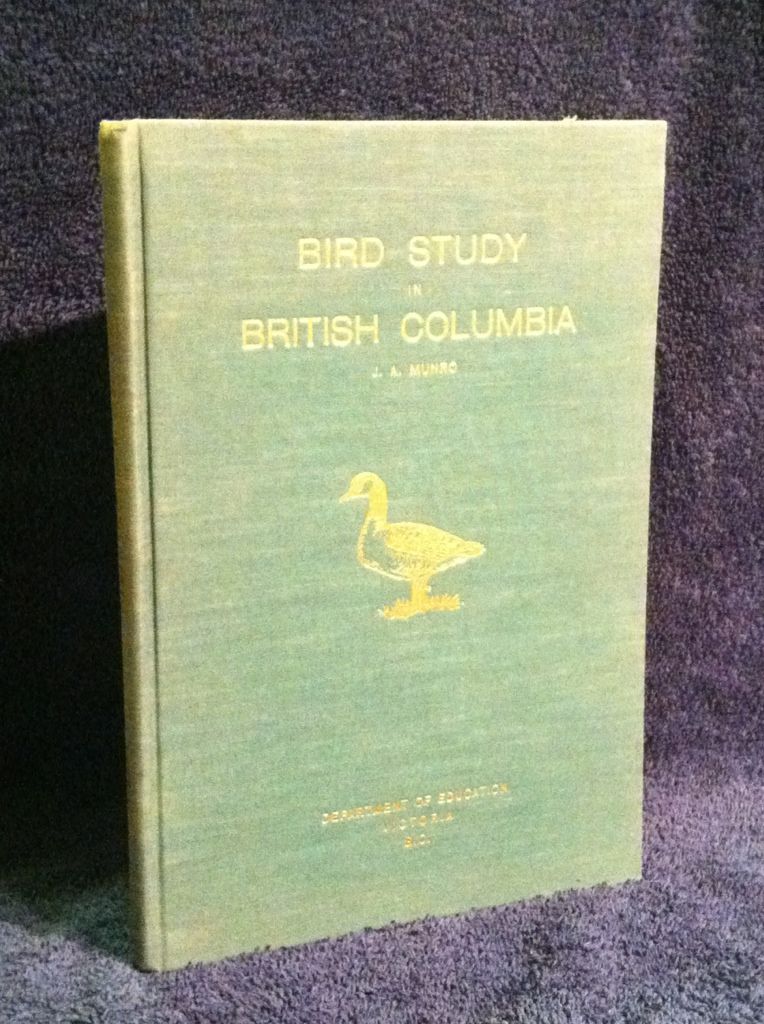 BIRD STUDY
IN
BRITISH COLUMBIA
J. A. MUNRO
DEPARTMENT OF EDUCATION
VICTORIA
B.C.